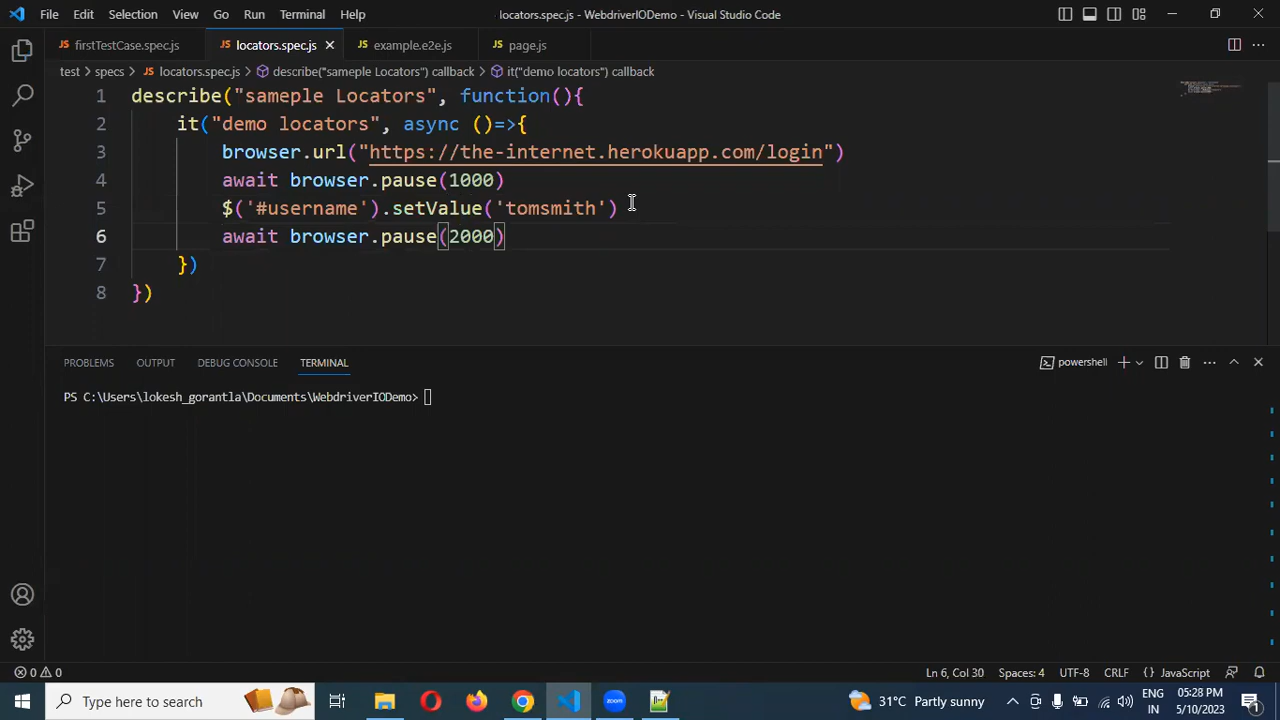 File Edit Selection View Go Run Terminal Help locators.spec.js - WebdriverIODemo - Visual Studio Code
firstTestCase.spec.js locators.spec.js example.e2e.js page.js
test > specs > locators.spec.js > describe("sameple Locators") callback > it("demo locators") callback
1 describe("sameple Locators", function(){
2 it("demo locators", async ()=>{
3 browser.url("https://the-internet.herokuapp.com/login")
4 await browser.pause(1000)
5 $('#username').setValue('tomsmith')
6 await browser.pause(2000)
7 })
8 })
PROBLEMS OUTPUT DEBUG CONSOLE TERMINAL powershell
PS C:\Users\lokesh_gorantla\Documents\WebdriverIODemo>
0 0 Ln 6, Col 30 Spaces: 4 UTF-8 CRLF {} JavaScript
Type here to search zoom 31°C Partly sunny ENG 05:28 PM
IN 5/10/2023 1